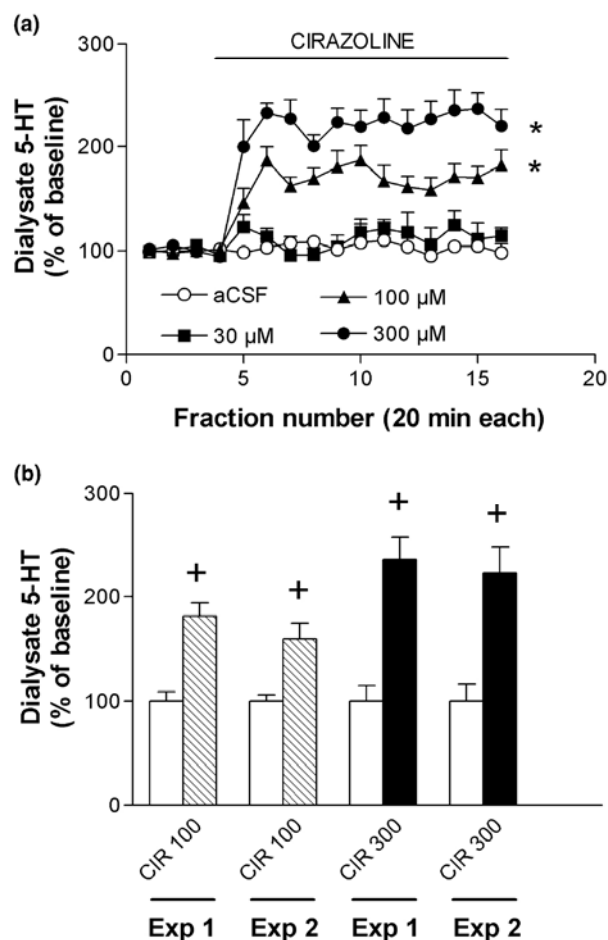 (a)
CIRAZOLINE
300
200
100
0
Dialysate 5-HT
(% of baseline)
aCSF
100 µM
30 µM
300 µM
*
*
0 5 10 15 20
Fraction number (20 min each)
(b)
300
200
100
0
Dialysate 5-HT
(% of baseline)
+ + + +
CIR 100 CIR 100 CIR 300 CIR 300
Exp 1 Exp 2 Exp 1 Exp 2